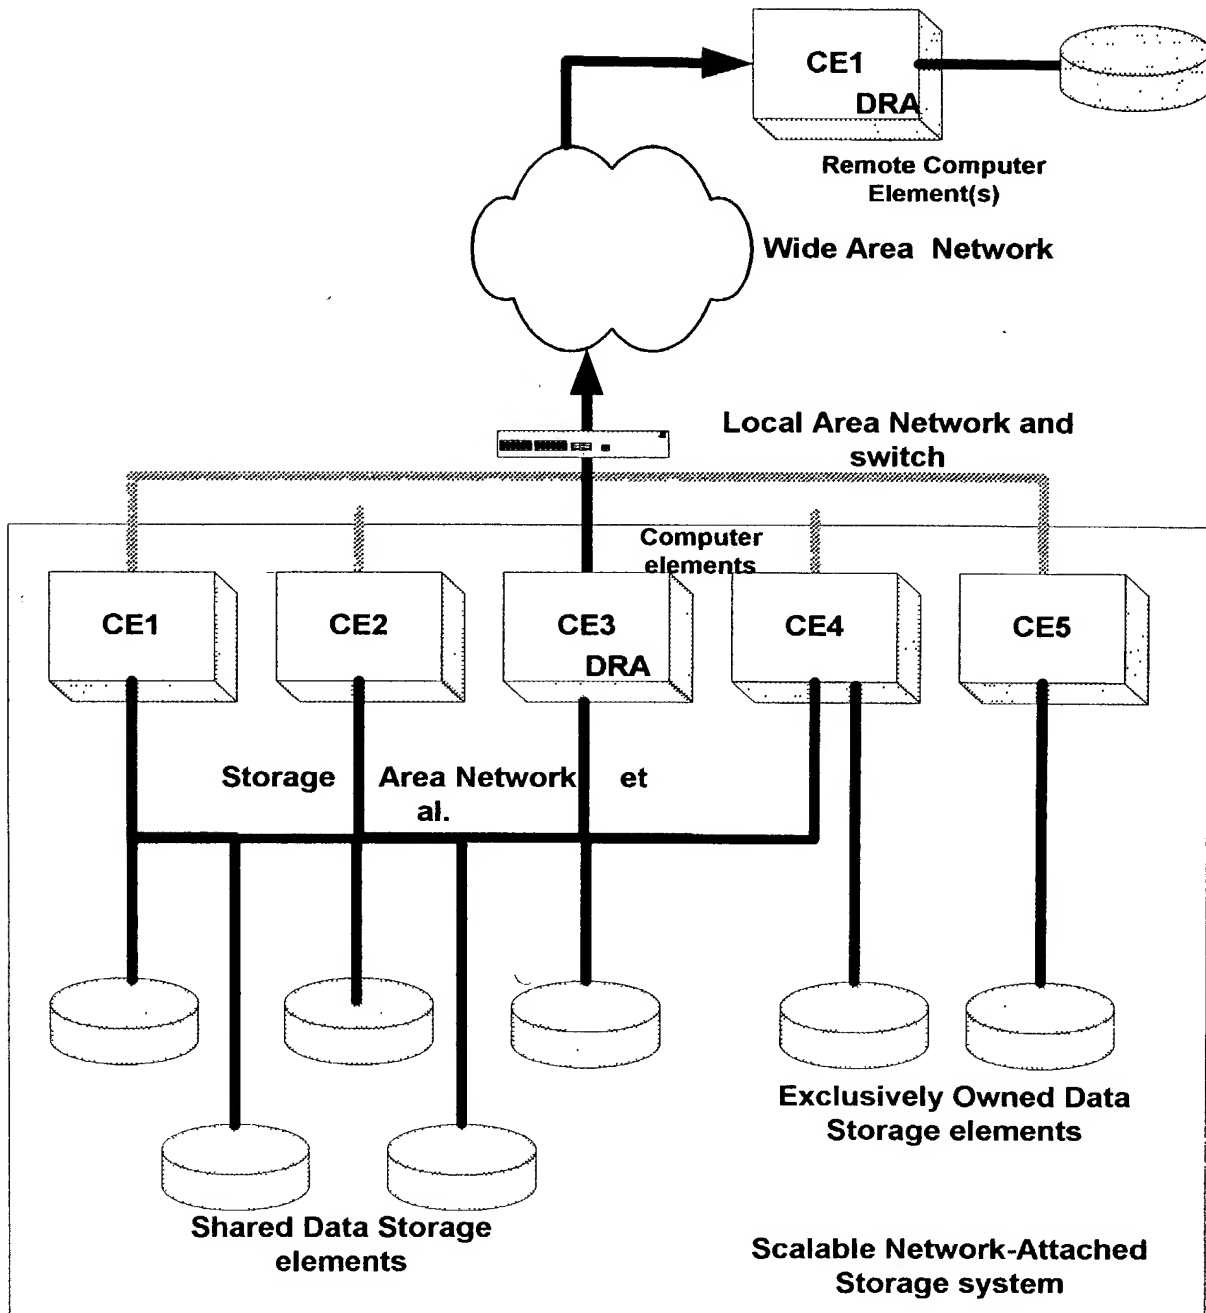 CE1
DRA
Remote Computer
Element(s)
Wide Area Network
Local Area Network and
switch
Computer
elements
CE1
CE2
CE3
DRA
CE4
CE5
Storage Area Network et
al.
Exclusively Owned Data
Storage elements
Shared Data Storage
elements
Scalable Network-Attached
Storage system